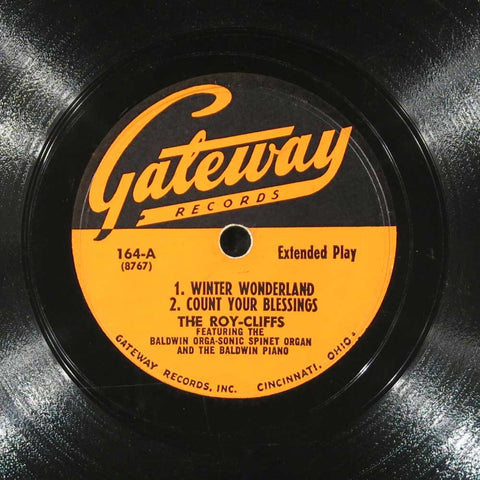 Gateway
RECORDS
164-A
(8767)
Extended Play
1. WINTER WONDERLAND
2. COUNT YOUR BLESSINGS
THE ROY-CLIFFS
FEATURING THE
BALDWIN ORGA-SONIC SPINET ORGAN
AND THE BALDWIN PIANO
GATEWAY RECORDS, INC. CINCINNATI, OHIO